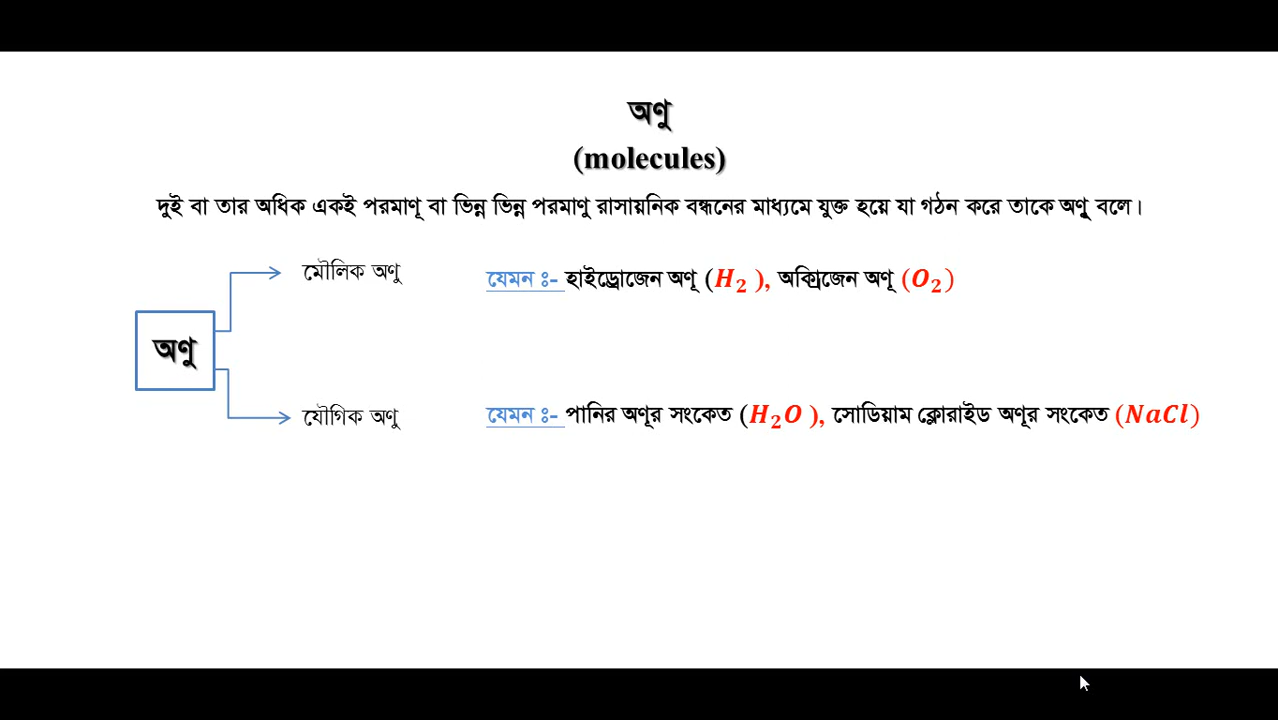 অণু
(molecules)
দুই বা তার অধিক একই পরমাণূ বা ভিন্ন ভিন্ন পরমাণু রাসায়নিক বন্ধনের মাধ্যমে যুক্ত হয়ে যা গঠন করে তাকে অণু বলে।
মৌলিক অণু যেমন ঃ- হাইড্রোজেন অণূ (H₂ ), অক্সিজেন অণূ (O₂)
অণু
যৌগিক অণু যেমন ঃ- পানির অণূর সংকেত (H₂O ), সোডিয়াম ক্লোরাইড অণূর সংকেত (NaCl)